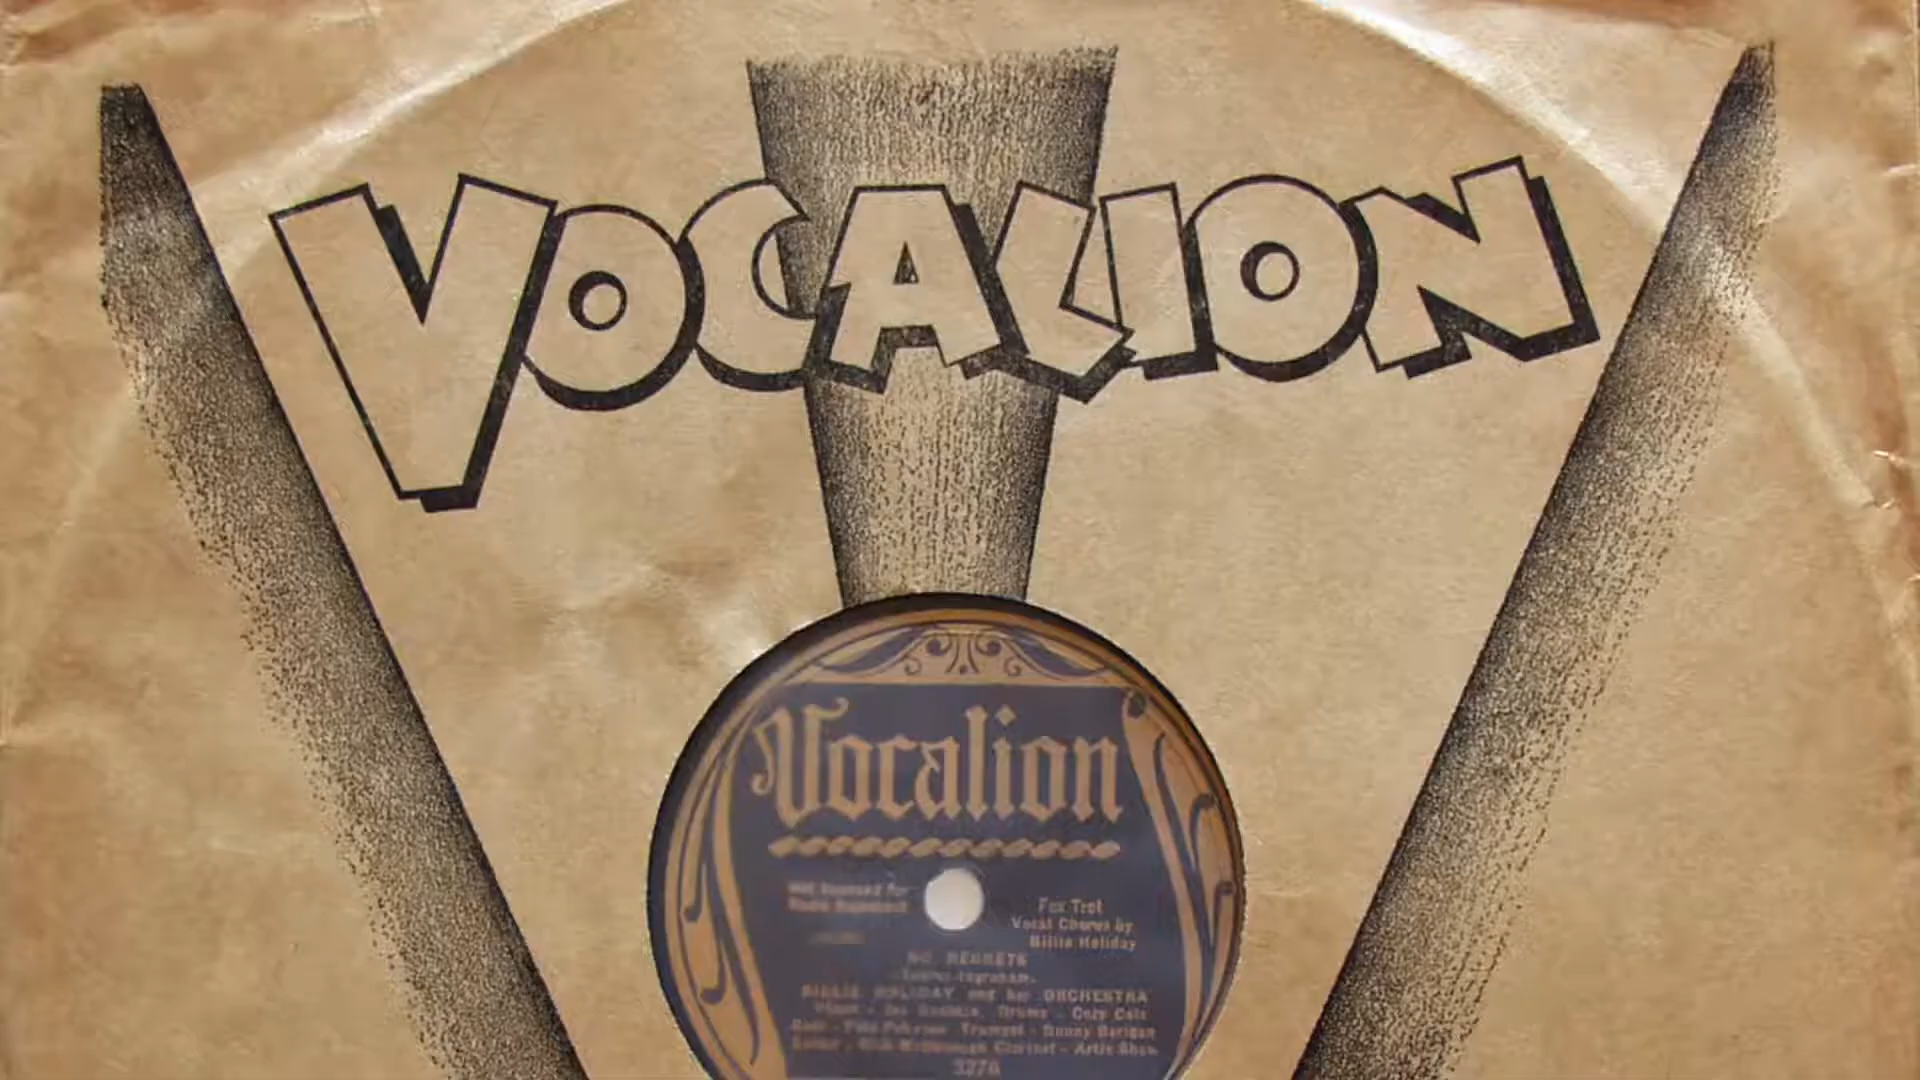 VOCALION
Vocalion
Fox Trot
Vocal Chorus by
Billie Holiday
NO REGRETS
BILLIE HOLIDAY and her ORCHESTRA
Drums - Cozy Cole
Trumpet - Bunny Berigan
Clarinet - Artie Shaw